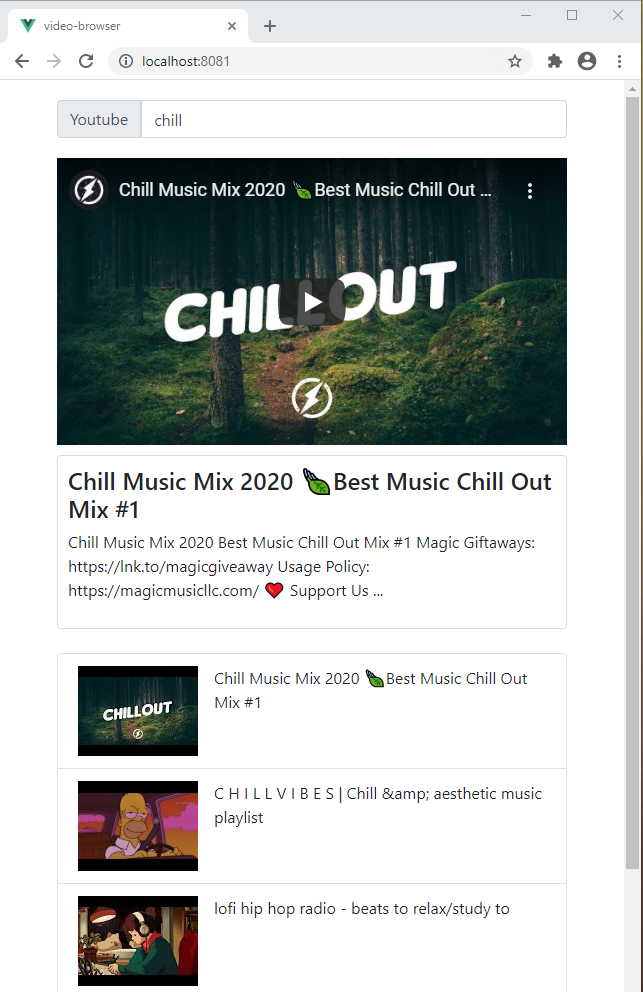 video-browser
localhost:8081
Youtube chill
Chill Music Mix 2020 🍃Best Music Chill Out ...
CHILLOUT
Chill Music Mix 2020 🍃Best Music Chill Out
Mix #1
Chill Music Mix 2020 Best Music Chill Out Mix #1 Magic Giftaways:
https://lnk.to/magicgiveaway Usage Policy:
https://magicmusicllc.com/ ❤️ Support Us ...
Chill Music Mix 2020 🍃Best Music Chill Out
Mix #1
CHILLOUT
C H I L L V I B E S | Chill &amp; aesthetic music
playlist
lofi hip hop radio - beats to relax/study to